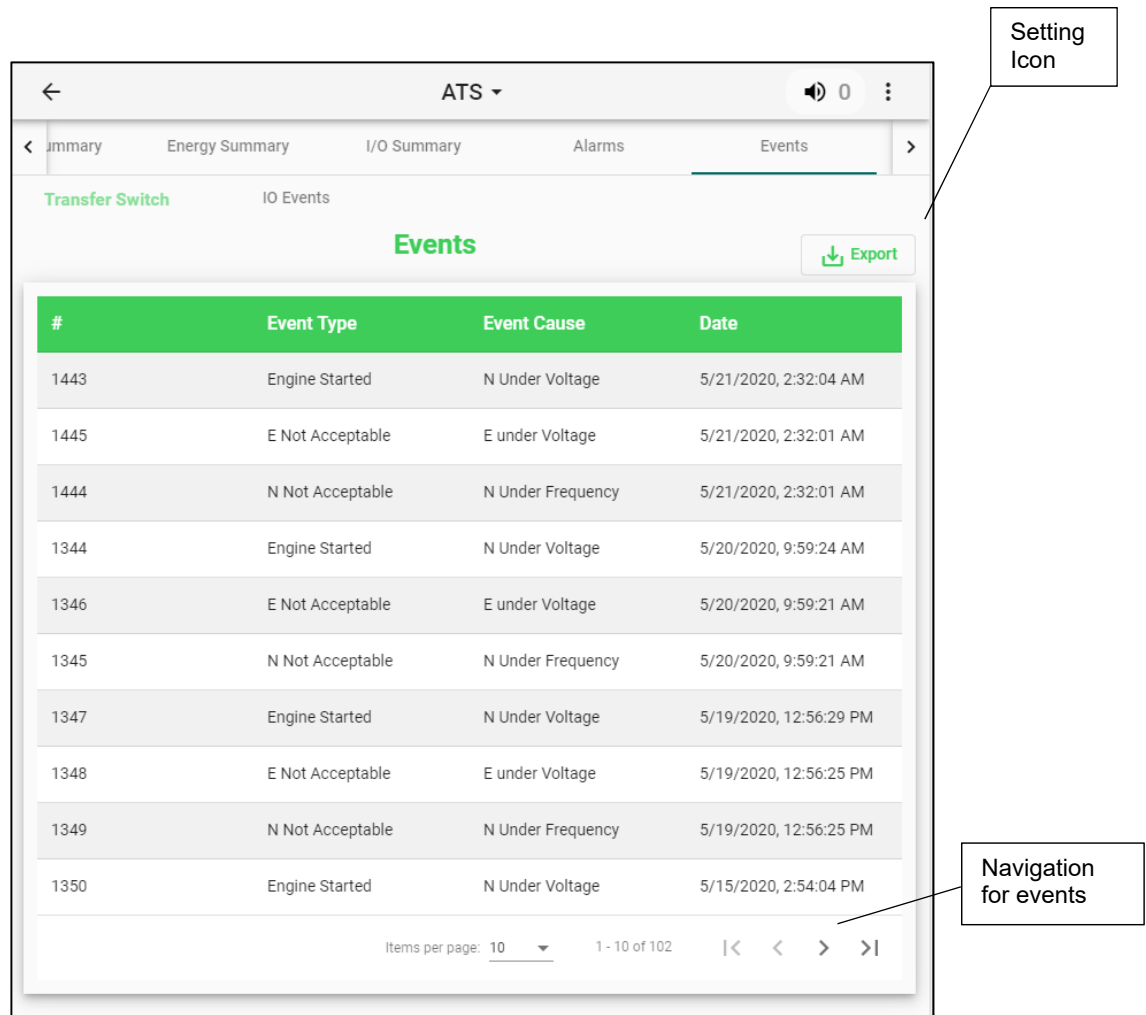 Setting
Icon
ATS
0
ummary Energy Summary I/O Summary Alarms Events
Transfer Switch IO Events
Events
Export
# Event Type Event Cause Date
1443 Engine Started N Under Voltage 5/21/2020, 2:32:04 AM
1445 E Not Acceptable E under Voltage 5/21/2020, 2:32:01 AM
1444 N Not Acceptable N Under Frequency 5/21/2020, 2:32:01 AM
1344 Engine Started N Under Voltage 5/20/2020, 9:59:24 AM
1346 E Not Acceptable E under Voltage 5/20/2020, 9:59:21 AM
1345 N Not Acceptable N Under Frequency 5/20/2020, 9:59:21 AM
1347 Engine Started N Under Voltage 5/19/2020, 12:56:29 PM
1348 E Not Acceptable E under Voltage 5/19/2020, 12:56:25 PM
1349 N Not Acceptable N Under Frequency 5/19/2020, 12:56:25 PM
1350 Engine Started N Under Voltage 5/15/2020, 2:54:04 PM
Navigation
for events
Items per page: 10 1 - 10 of 102